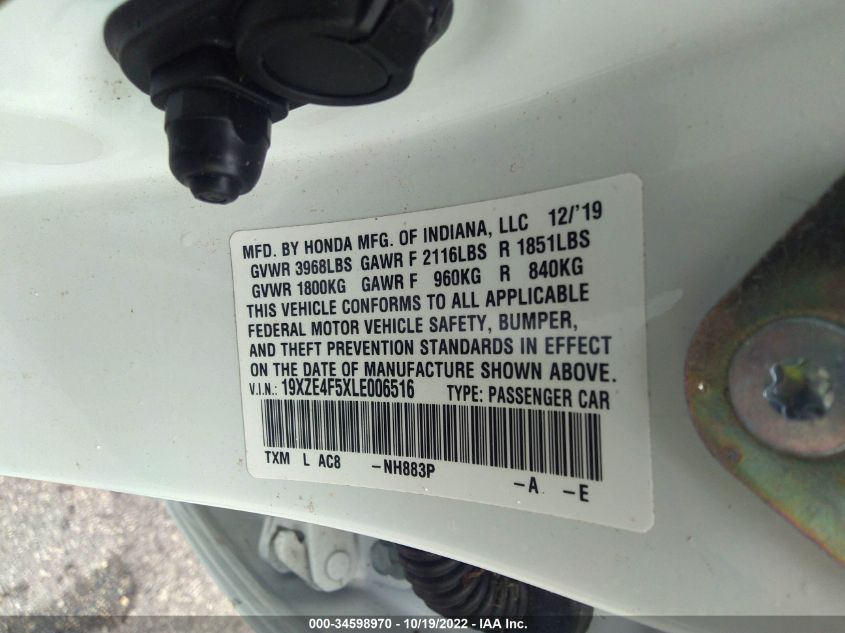 MFD. BY HONDA MFG. OF INDIANA, LLC 12/'19
GVWR 3968LBS GAWR F 2116LBS R 1851LBS
GVWR 1800KG GAWR F 960KG R 840KG
THIS VEHICLE CONFORMS TO ALL APPLICABLE
FEDERAL MOTOR VEHICLE SAFETY, BUMPER,
AND THEFT PREVENTION STANDARDS IN EFFECT
ON THE DATE OF MANUFACTURE SHOWN ABOVE.
V.I.N.: 19XZE4F5XLE006516 TYPE: PASSENGER CAR
TXM L AC8 -NH883P
-A -E
000-34598970 - 10/19/2022 - IAA Inc.